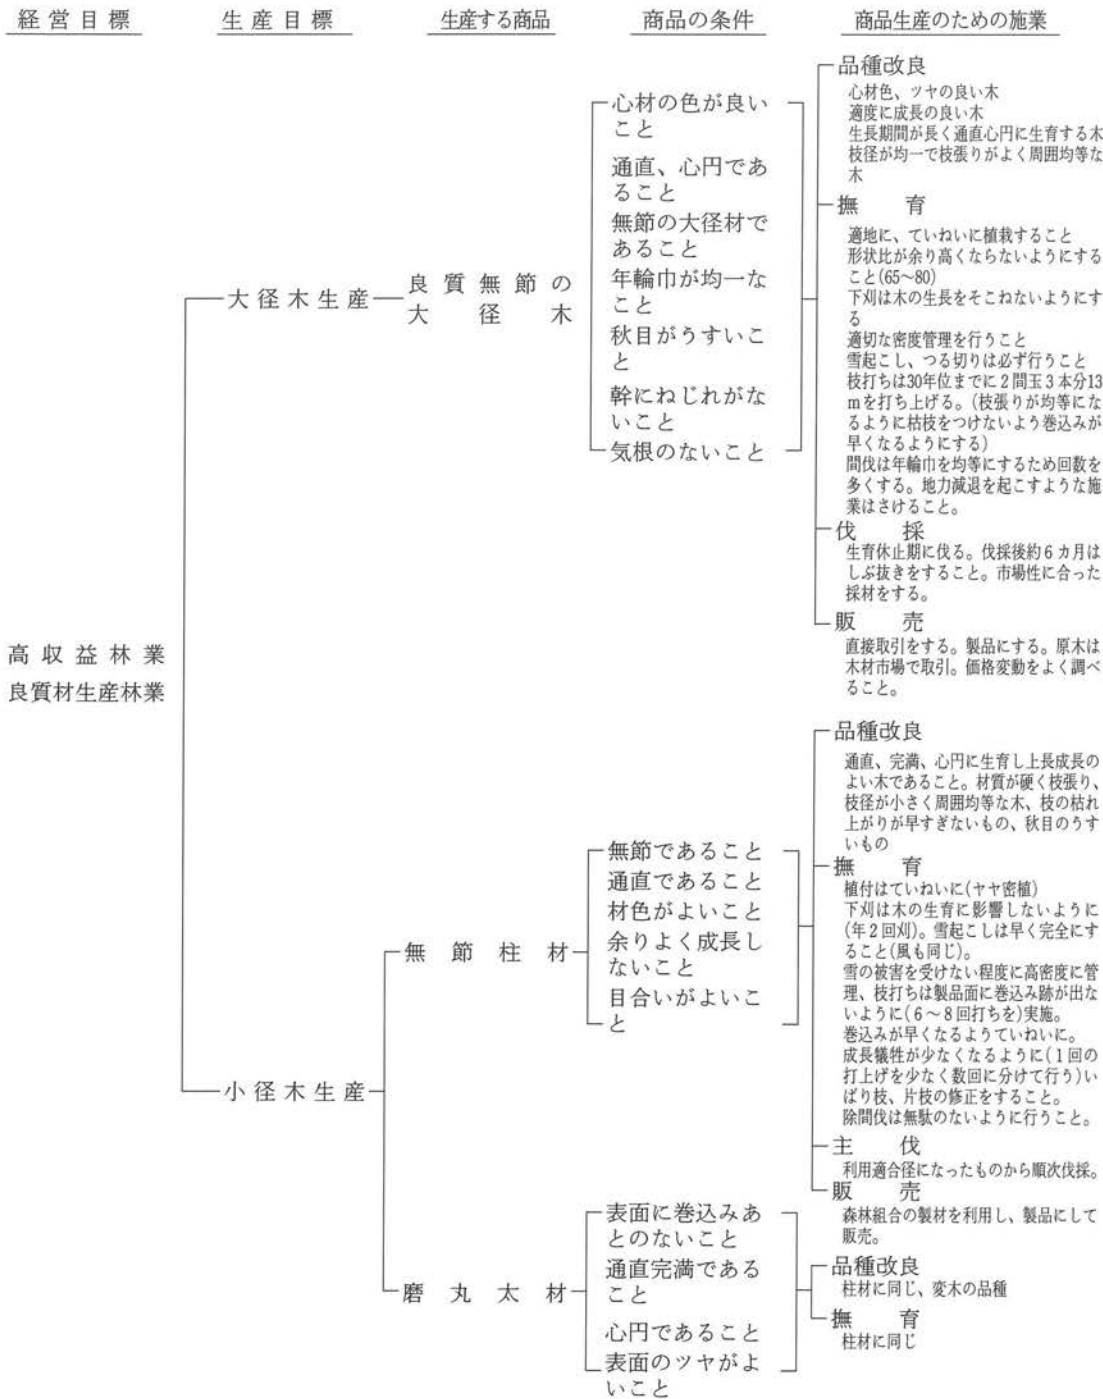 経営目標
生産目標
生産する商品
商品の条件
商品生産のための施業
高収益林業
良質材生産林業
大径木生産
良質無節の
大径木
心材の色が良い
こと
通直、心円であ
ること
無節の大径材で
あること
年輪巾が均一な
こと
秋目がうすいこ
と
幹にねじれがな
いこと
気根のないこと
品種改良
心材色、ツヤの良い木
適度に成長の良い木
生長期間が長く通直心円に生育する木
枝径が均一で枝張りがよく周囲均等な
木
撫育
適地に、ていねいに植栽すること
形状比が余り高くならないようにする
こと(65〜80)
下刈は木の生長をそこねないようにす
る
適切な密度管理を行うこと
雪起こし、つる切りは必ず行うこと
枝打ちは30年位までに2間玉3本分13
mを打ち上げる。(枝張りが均等にな
るように枯枝をつけないよう巻込みが
早くなるようにする)
間伐は年輪巾を均等にするため回数を
多くする。地力減退を起こすような施
業はさけること。
伐採
生育休止期に伐る。伐採後約6カ月は
しぶ抜きをすること。市場性に合った
採材をする。
販売
直接取引をする。製品にする。原木は
木材市場で取引。価格変動をよく調べ
ること。
小径木生産
無節柱材
無節であること
通直であること
材色がよいこと
余りよく成長し
ないこと
目合いがよいこ
と
品種改良
通直、完満、心円に生育し上長成長の
よい木であること。材質が硬く枝張り、
枝径が小さく周囲均等な木、枝の枯れ
上がりが早すぎないもの、秋目のうす
いもの
撫育
植付はていねいに(ヤヤ密植)
下刈は木の生育に影響しないように
(年2回刈)。雪起こしは早く完全にす
ること(風も同じ)。
雪の被害を受けない程度に高密度に管
理、枝打ちは製品面に巻込み跡が出な
いように(6〜8回打ちを)実施。
巻込みが早くなるようていねいに。
成長犠牲が少なくなるように(1回の
打上げを少なく数回に分けて行う)い
ばり枝、片枝の修正をすること。
除間伐は無駄のないように行うこと。
主伐
利用適合径になったものから順次伐採。
販売
森林組合の製材を利用し、製品にして
販売。
磨丸太材
表面に巻込みあ
とのないこと
通直完満である
こと
心円であること
表面のツヤがよ
いこと
品種改良
柱材に同じ、変木の品種
撫育
柱材に同じ